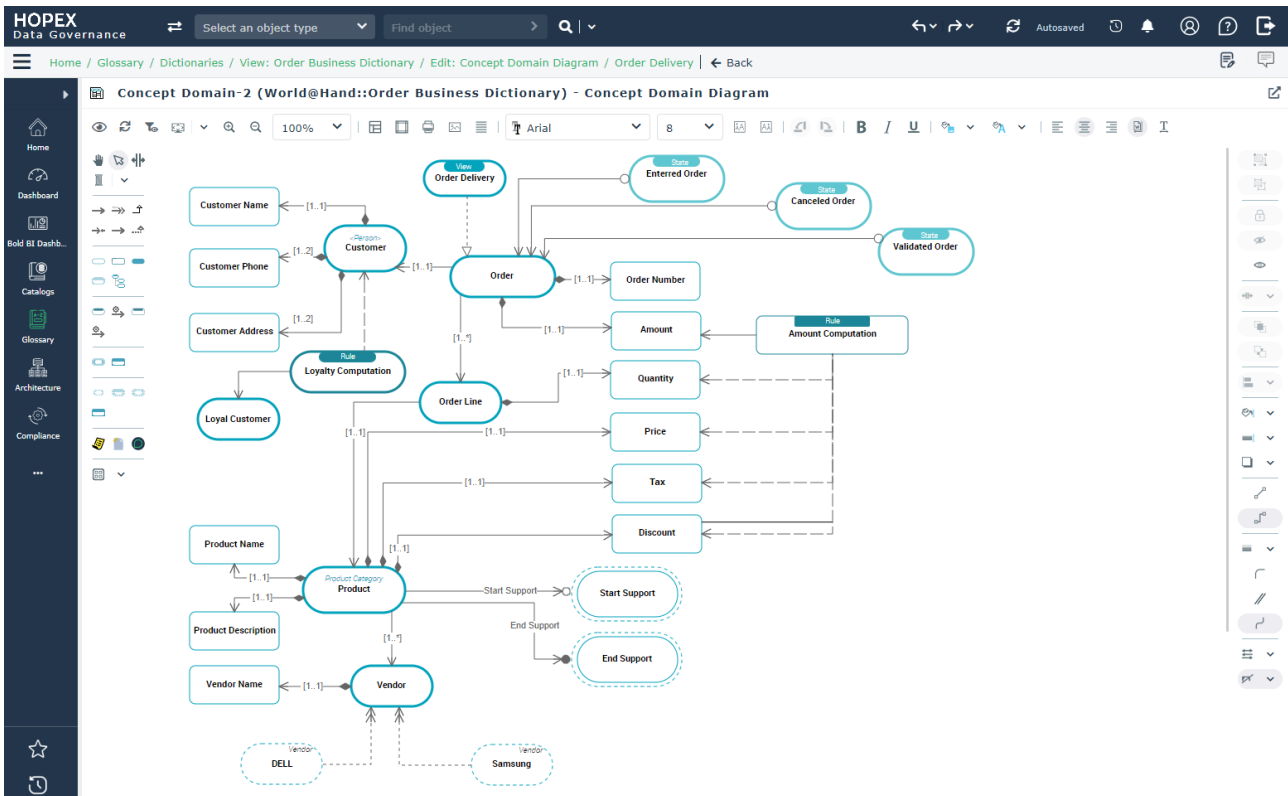 HOPEX
Data Governance
Select an object type
Find object
Autosaved
Home / Glossary / Dictionaries / View: Order Business Dictionary / Edit: Concept Domain Diagram / Order Delivery
Back
Concept Domain-2 (World@Hand::Order Business Dictionary) - Concept Domain Diagram
100%
Arial
8
B
I
U
Home
Dashboard
Bold BI Dashb...
Catalogs
Glossary
Architecture
Compliance
View
Order Delivery
State
Enterred Order
State
Canceled Order
State
Validated Order
Customer Name
[1..1]
<Person>
Customer
[1..2]
Customer Phone
[1..1]
Order
[1..1]
Order Number
[1..2]
Customer Address
[1..*]
[1..1]
Amount
Rule
Amount Computation
Rule
Loyalty Computation
[1..1]
Quantity
Loyal Customer
Order Line
[1..1]
[1..1]
Price
[1..1]
Tax
Discount
[1..1]
Product Name
[1..1]
Product Category
Product
[1..1]
Product Description
Start Support
Start Support
End Support
End Support
[1..*]
Vendor Name
[1..1]
Vendor
Vendor
DELL
Vendor
Samsung